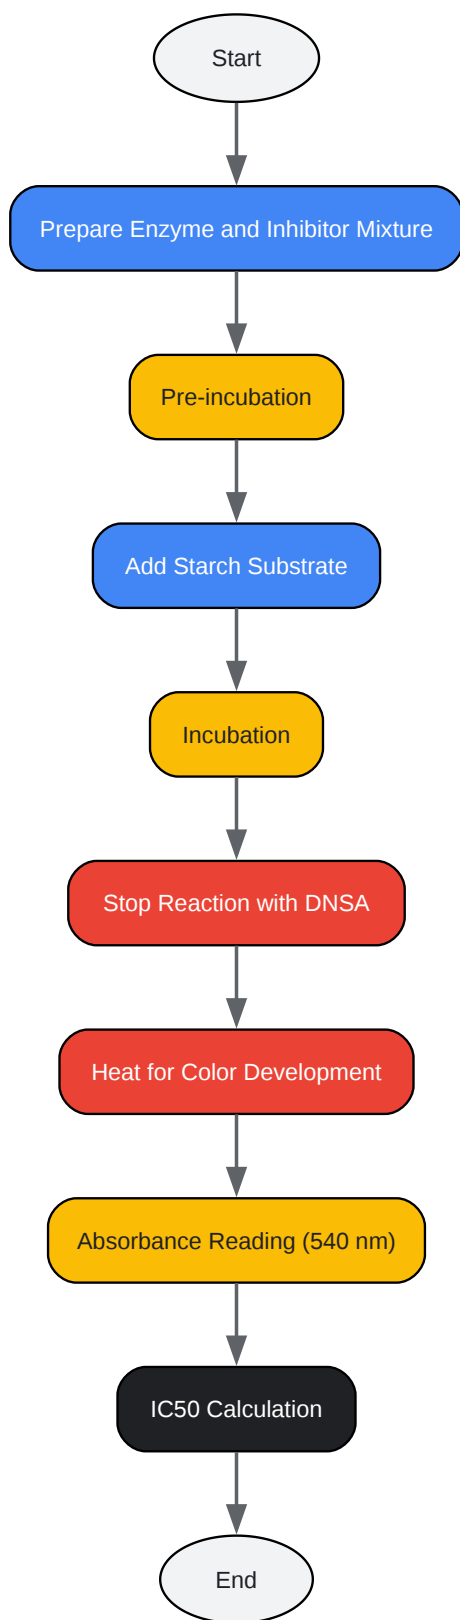 Start
Prepare Enzyme and Inhibitor Mixture
Pre-incubation
Add Starch Substrate
Incubation
Stop Reaction with DNSA
Heat for Color Development
Absorbance Reading (540 nm)
IC50 Calculation
End